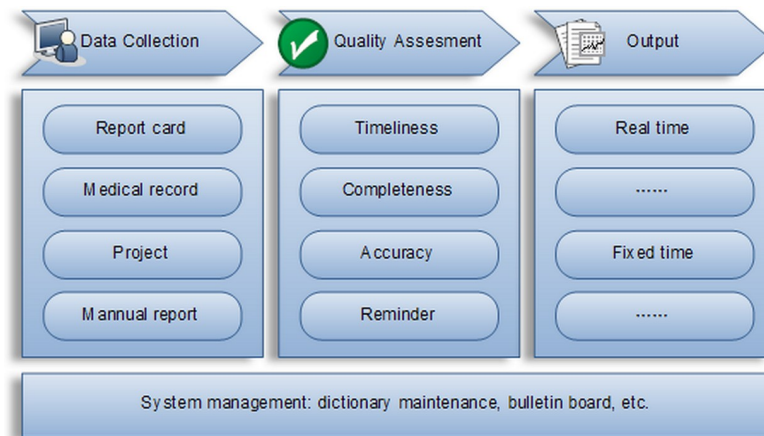 Data Collection
Quality Assesment
Output
Report card
Medical record
Project
Mannual report
Timeliness
Completeness
Accuracy
Reminder
Real time
......
Fixed time
......
System management: dictionary maintenance, bulletin board, etc.